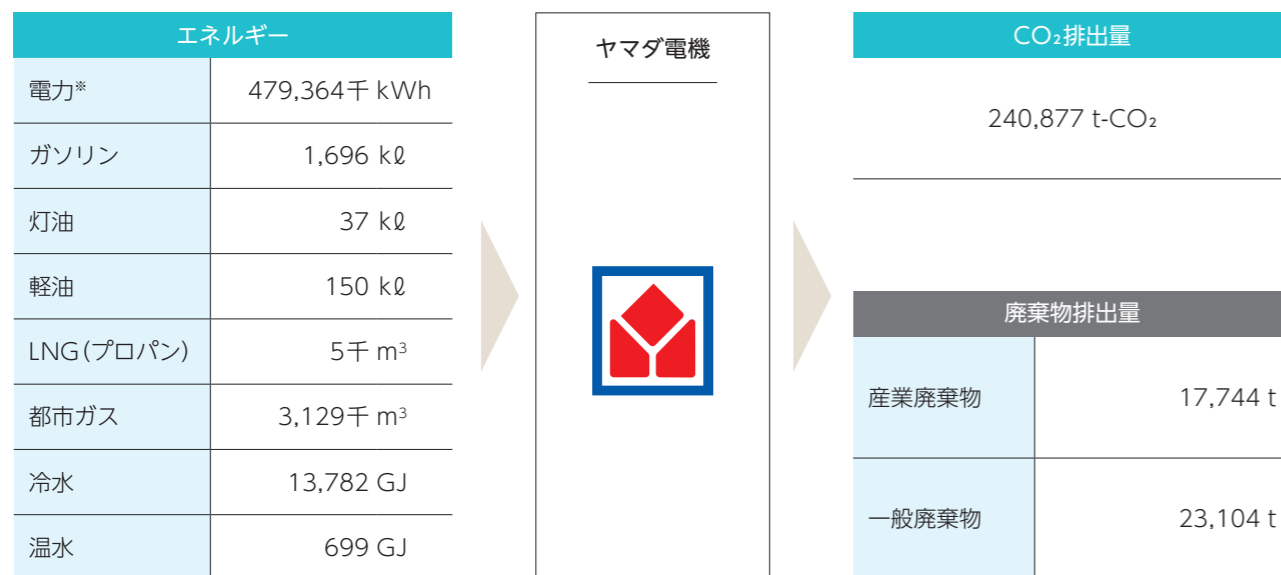 エネルギー
電力※ 479,364千 kWh
ガソリン 1,696 kℓ
灯油 37 kℓ
軽油 150 kℓ
LNG(プロパン) 5千 m³
都市ガス 3,129千 m³
冷水 13,782 GJ
温水 699 GJ
ヤマダ電機
CO₂排出量
240,877 t-CO₂
廃棄物排出量
産業廃棄物 17,744 t
一般廃棄物 23,104 t